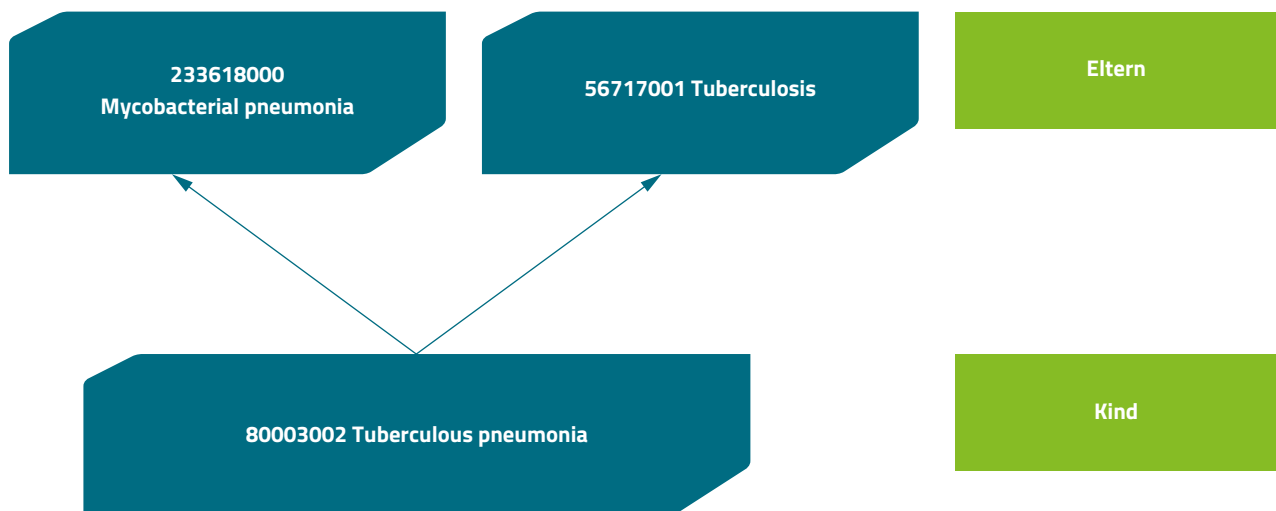 233618000
Mycobacterial pneumonia
56717001 Tuberculosis
Eltern
80003002 Tuberculous pneumonia
Kind